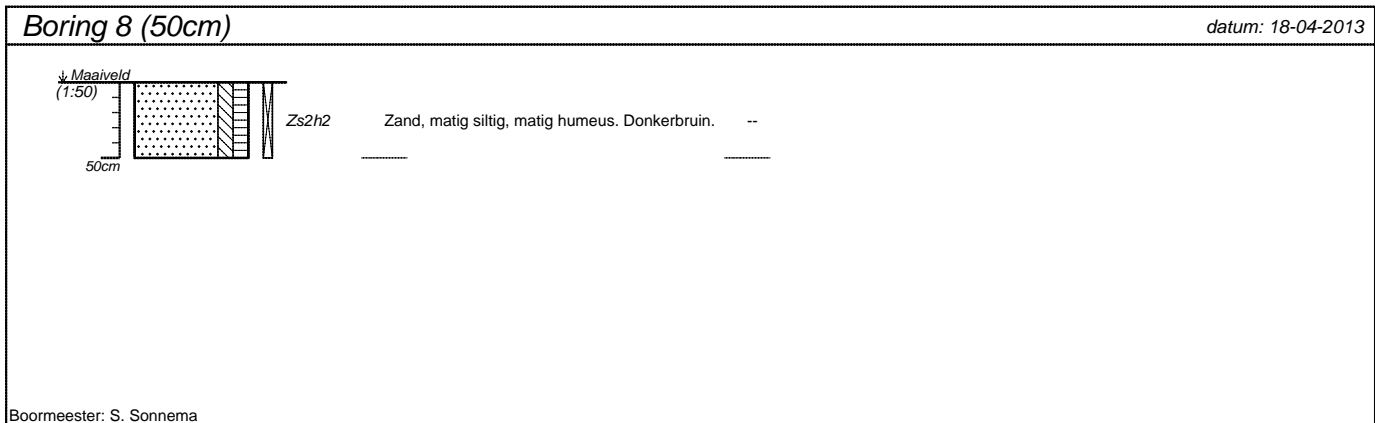 Boring 8 (50cm)
datum: 18-04-2013
Maaiveld
(1:50)
Zs2h2 Zand, matig siltig, matig humeus. Donkerbruin. --
50cm
Boormeester: S. Sonnema